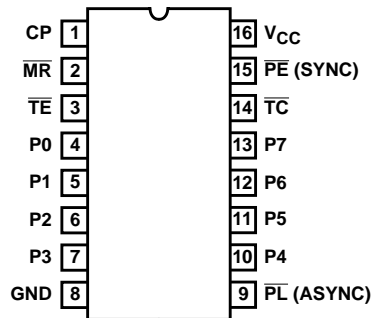 CP 1 16 VCC
MR 2 15 PE (SYNC)
TE 3 14 TC
P0 4 13 P7
P1 5 12 P6
P2 6 11 P5
P3 7 10 P4
GND 8 9 PL (ASYNC)